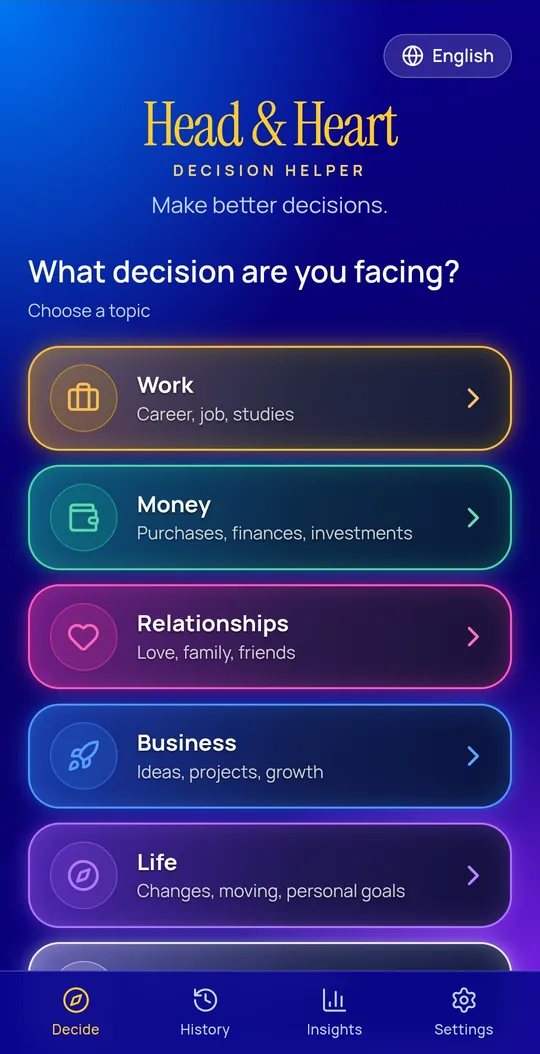 English
Head & Heart
DECISION HELPER
Make better decisions.
What decision are you facing?
Choose a topic
Work
Career, job, studies
Money
Purchases, finances, investments
Relationships
Love, family, friends
Business
Ideas, projects, growth
Life
Changes, moving, personal goals
Decide
History
Insights
Settings